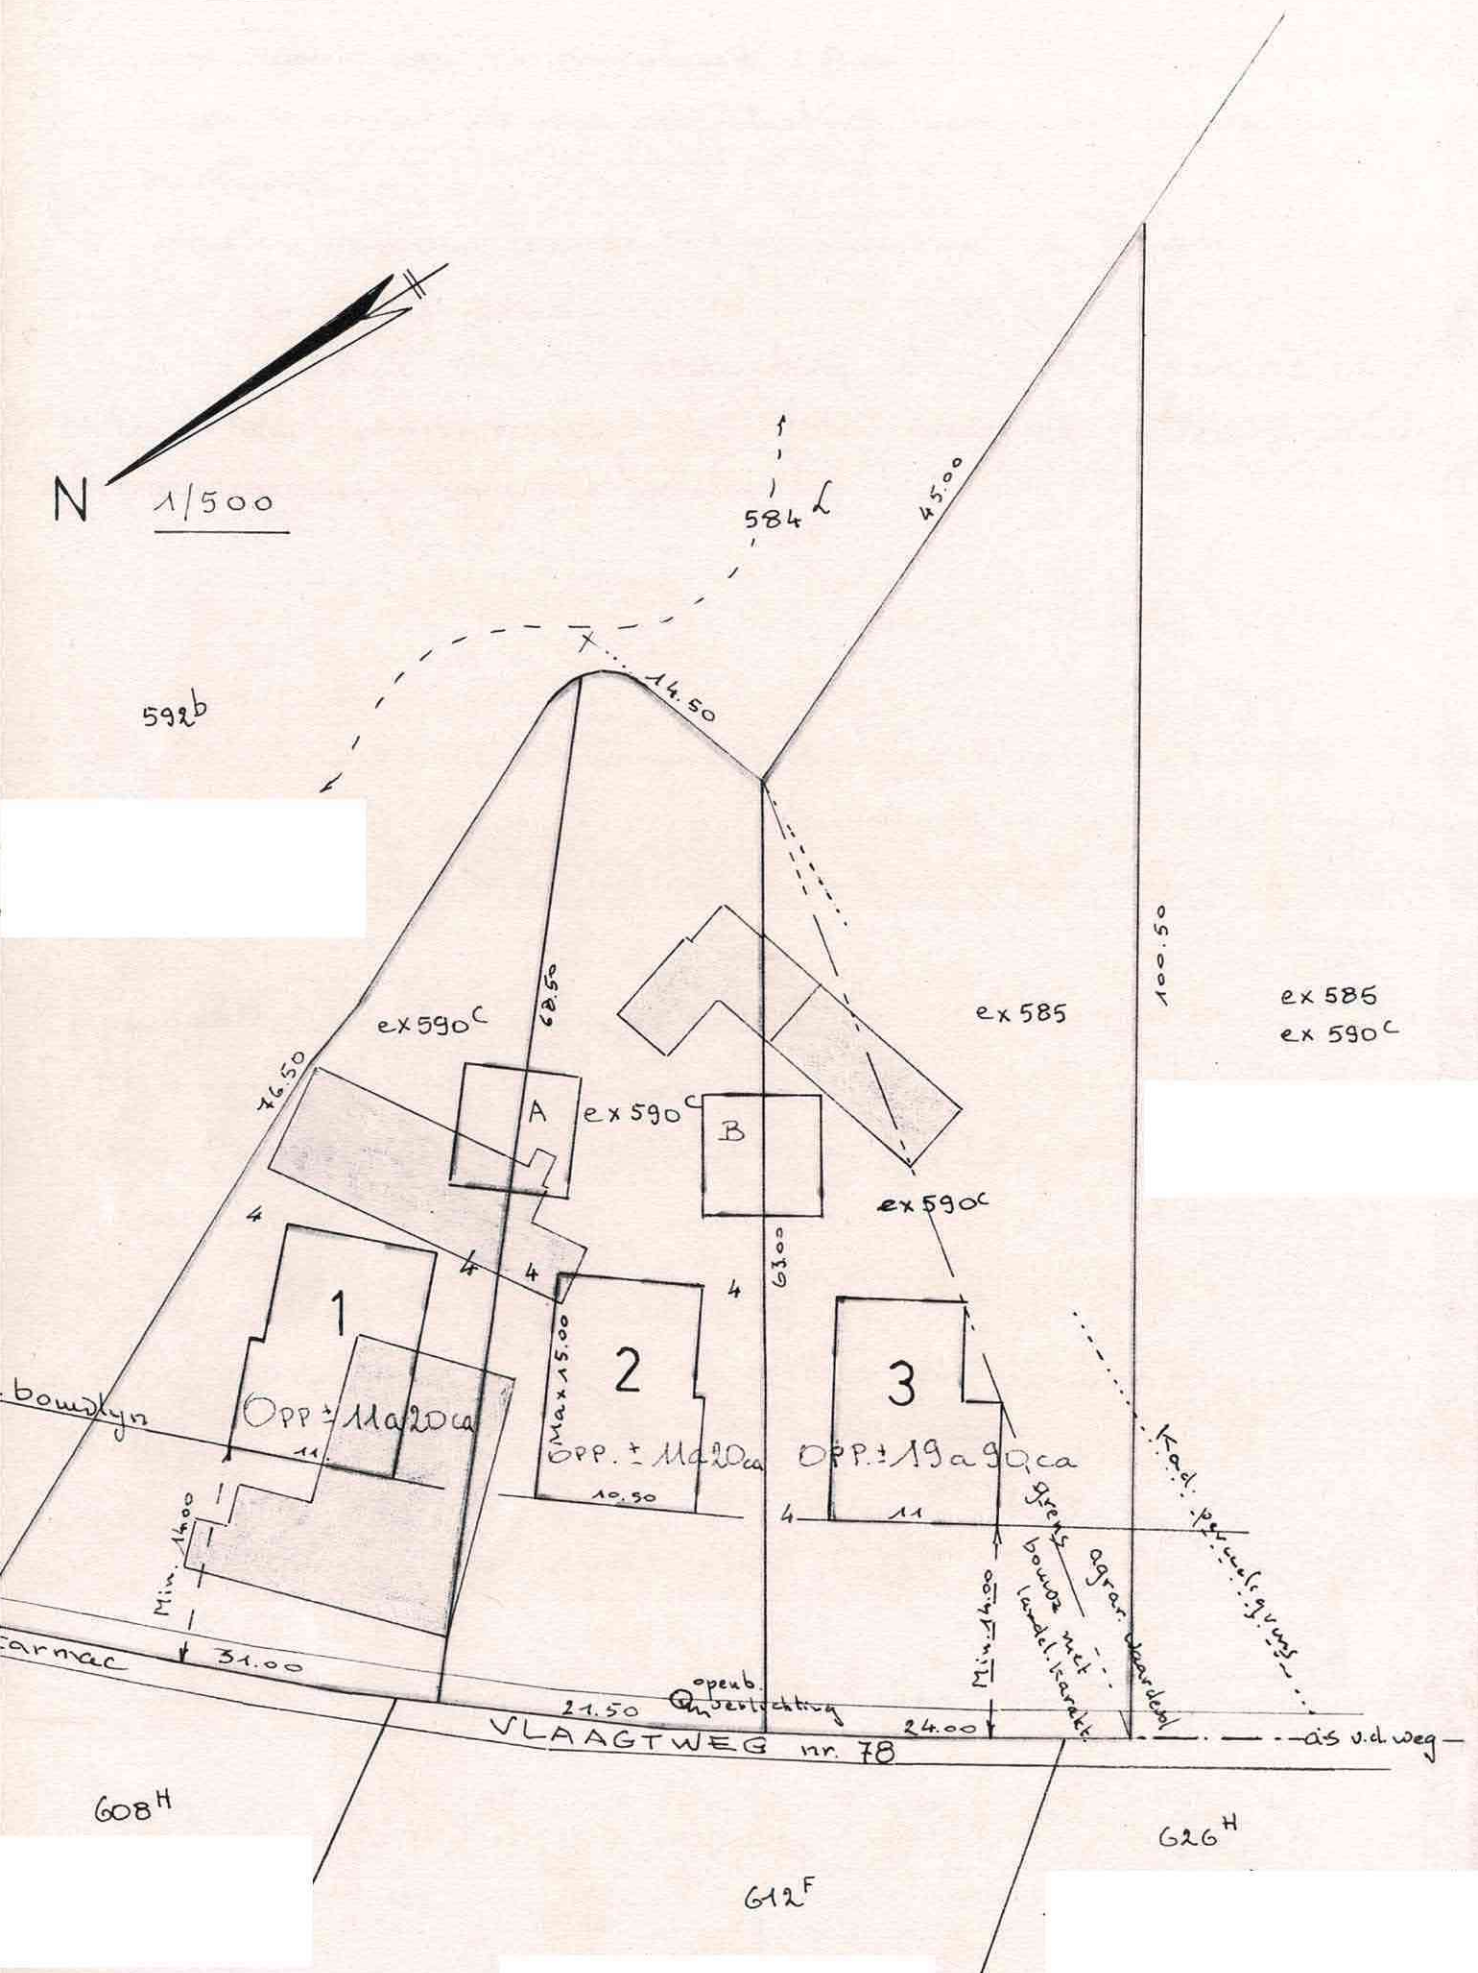 N
1/500
584 L
45.00
14.50
592b
100.50
68.50
ex 590c
ex 585
ex 585
ex 590c
76.50
A
ex 590c
B
ex 590c
4
4
4
4
63.00
1
2
3
Max 15.00
bouwlyn
Opp ± 11a20ca
Opp. ± 11a20ca
Opp. ± 19a90ca
11
10.50
4
11
Min. 14.00
Min. 14.00
grens
bouwoz met
landel. karakt.
agrar. waardevol
Kad. perceelsgrens
tarmac
31.00
21.50
openb.
verlichting
24.00
VLAAGTWEG nr. 78
as v.d. weg
608H
612F
626H